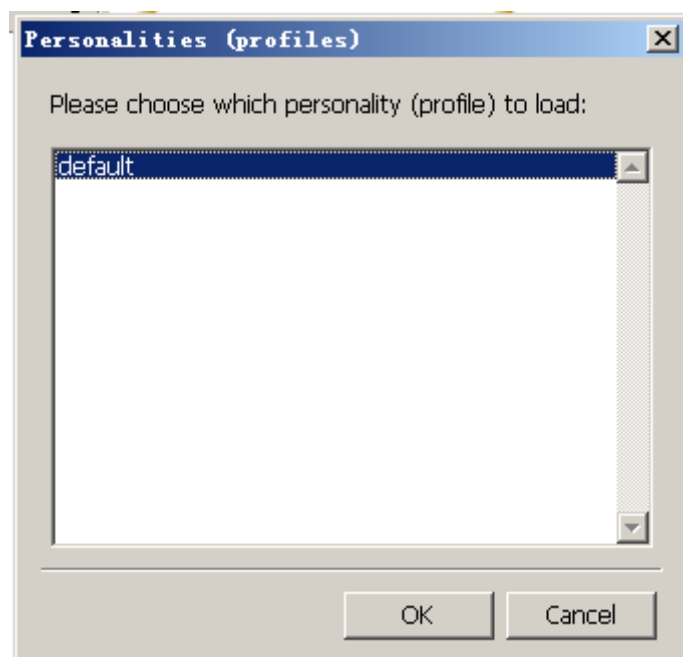 Personalities (profiles)
Please choose which personality (profile) to load:
default
OK
Cancel